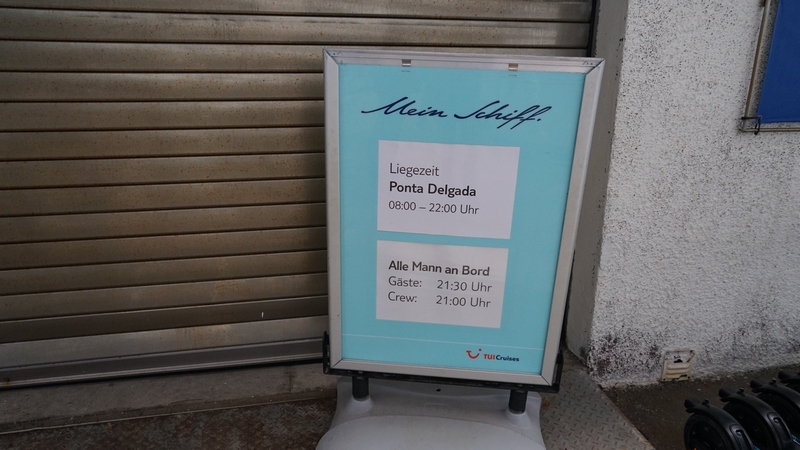 Mein Schiff.
Liegezeit
Ponta Delgada
08:00 – 22:00 Uhr
Alle Mann an Bord
Gäste: 21:30 Uhr
Crew: 21:00 Uhr
TUI Cruises